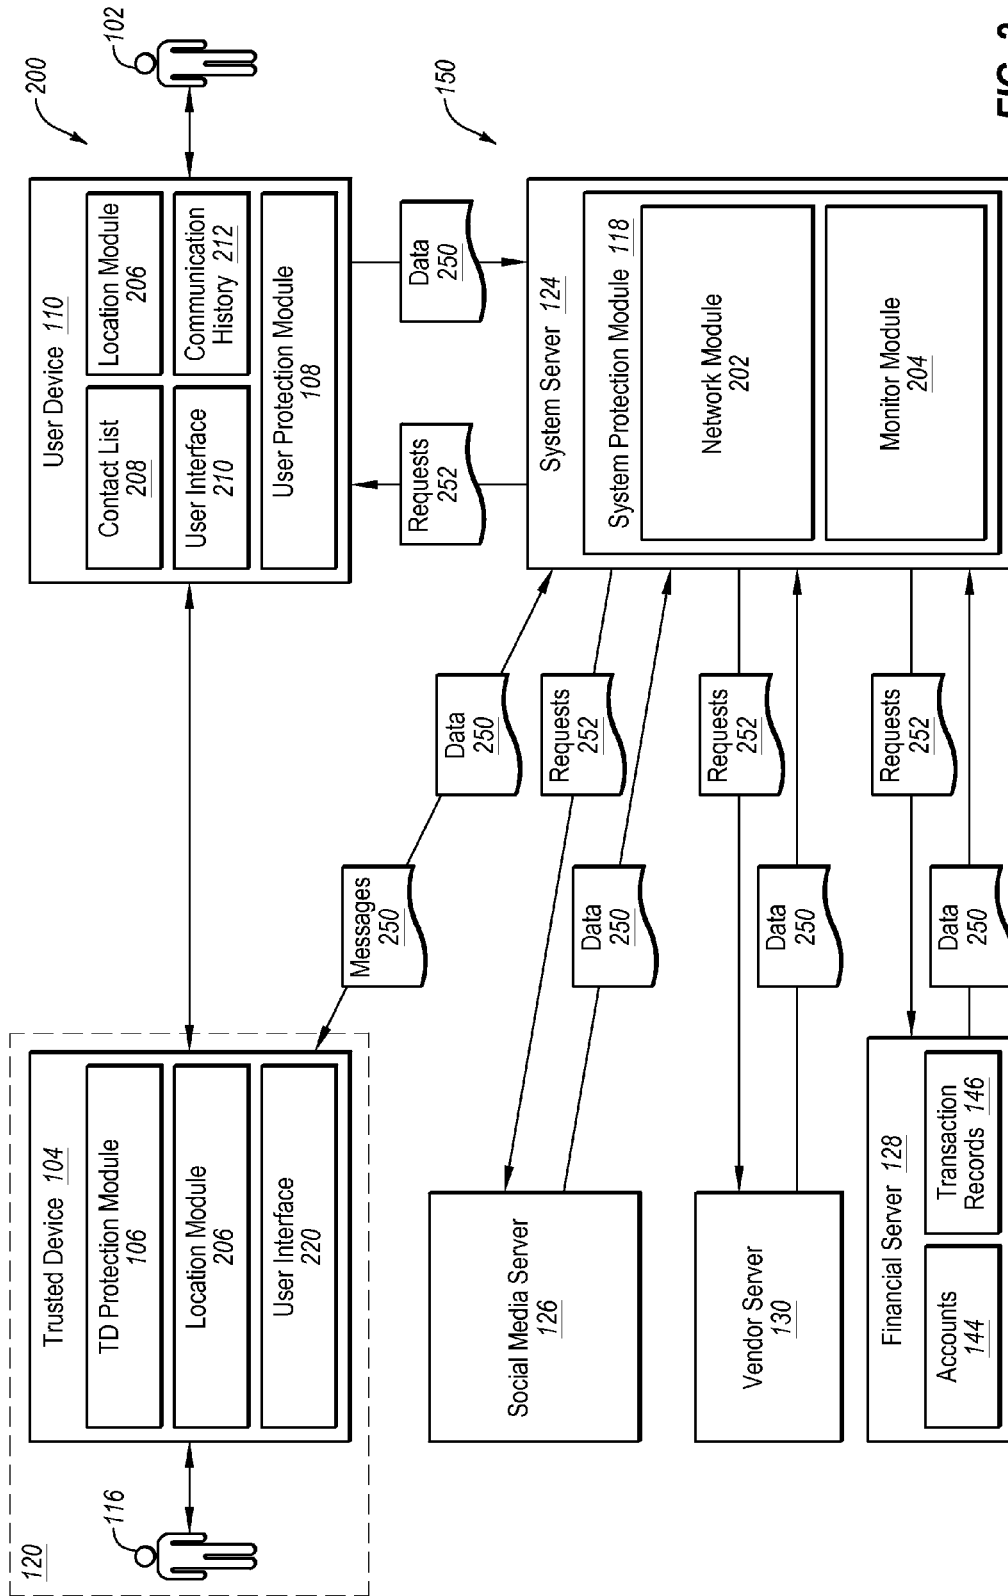 120
116
Trusted Device 104
TD Protection Module
106
Location Module
206
User Interface
220
User Device 110
Contact List
208
Location Module
206
User Interface
210
Communication
History 212
User Protection Module
108
200
102
Messages
250
Data
250
Requests
252
Data
250
150
Social Media Server
126
Requests
252
Data
250
System Server 124
System Protection Module 118
Network Module
202
Monitor Module
204
Vendor Server
130
Requests
252
Data
250
Financial Server 128
Accounts
144
Transaction
Records 146
Requests
252
Data
250
FIG. 2